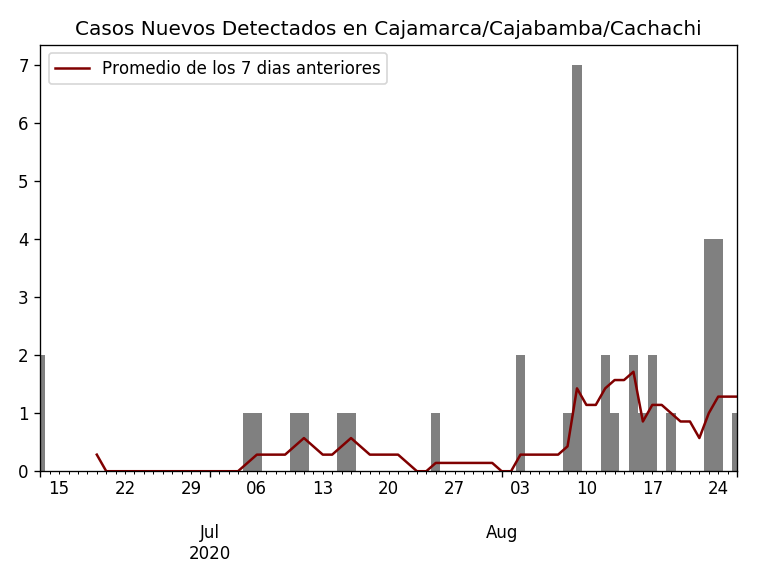 Casos Nuevos Detectados en Cajamarca/Cajabamba/Cachachi
Promedio de los 7 dias anteriores
7
6
5
4
3
2
1
0
15 22 29 06 13 20 27 03 10 17 24
Jul Aug
2020